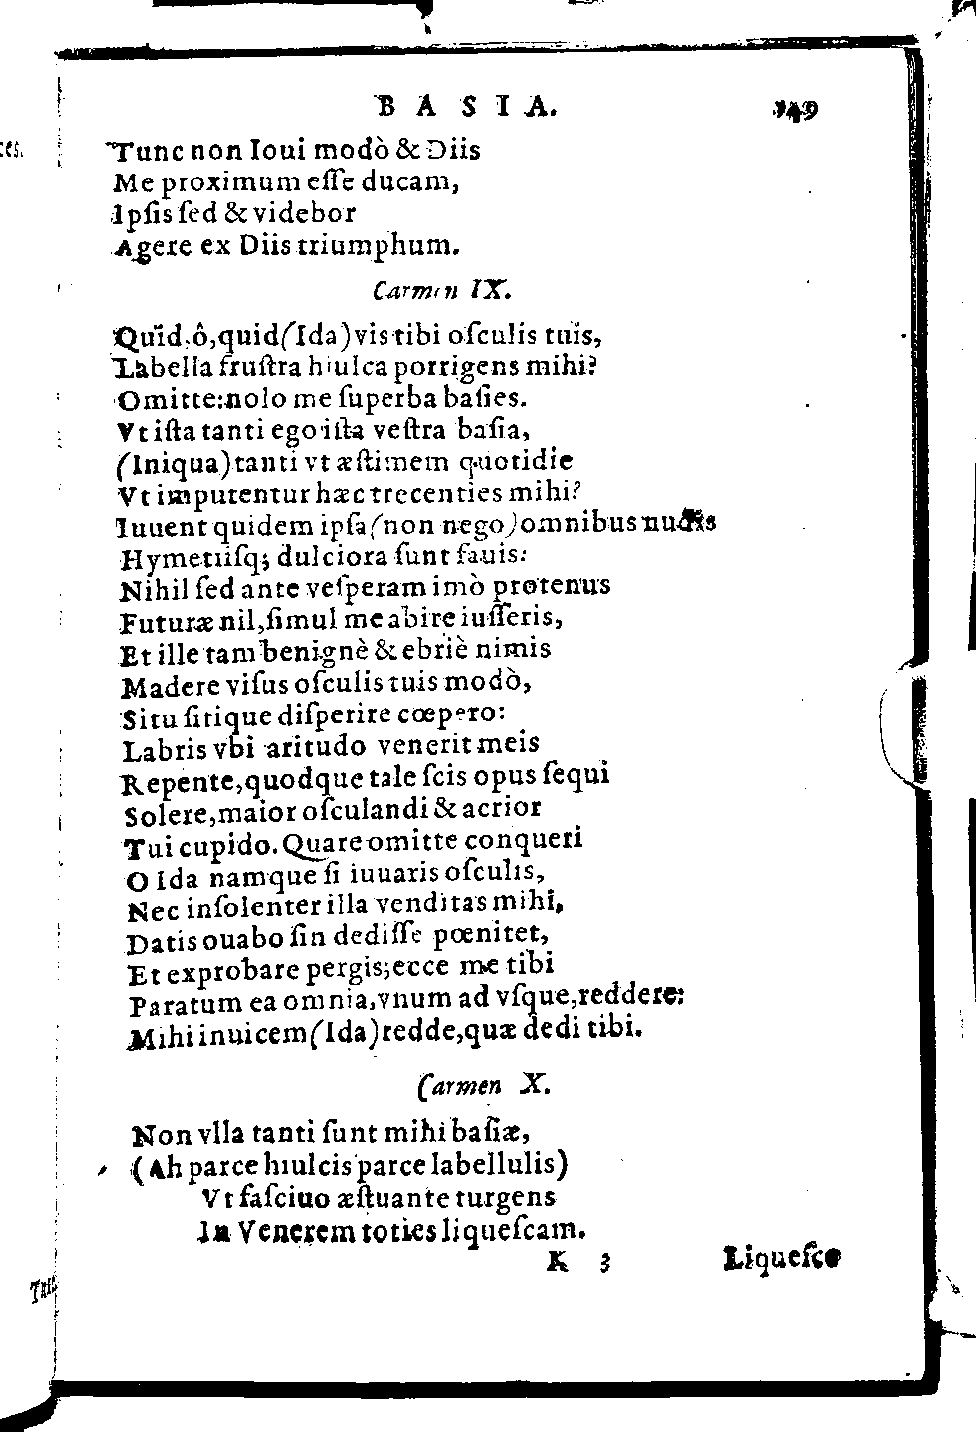 BASIA. 149
Tunc non Ioui modò & Diis
Me proximum eſſe ducam,
Ipſis ſed & videbor
Agere ex Diis triumphum.
Carmen IX.
Quid, ô, quid (Ida) vis tibi oſculis tuis,
Labella fruſtra hiulca porrigens mihi?
Omitte: nolo me ſuperba baſies.
Vt iſta tanti ego iſta veſtra baſia,
(Iniqua) tanti vt æſtimem quotidie
Vt imputentur hæc trecenties mihi?
Iuuent quidem ipſa (non nego) omnibus
Hymettiſq; dulciora ſunt fauis:
Nihil ſed ante veſperam imò protenus
Futuræ nil, ſimul me abire iuſſeris,
Et ille tam benignè & ebriè nimis
Madere viſus oſculis tuis modò,
Situ ſitique diſperire cœpero:
Labris vbi aritudo venerit meis
Repente, quodque tale ſcis opus ſequi
Solere, maior oſculandi & acrior
Tui cupido. Quare omitte conqueri
O Ida namque ſi iuuaris oſculis,
Nec inſolenter illa venditas mihi,
Datis ouabo ſin dediſſe pœnitet,
Et exprobare pergis; ecce me tibi
Paratum ea omnia, vnum ad vſque, reddere:
Mihi inuicem (Ida) redde, quæ dedi tibi.
Carmen X.
Non vlla tanti ſunt mihi baſiæ,
(Ah parce hiulcis parce labellulis)
Vt faſciuo æſtuante turgens
In Venerem toties liqueſcam.
K 3 Liqueſco